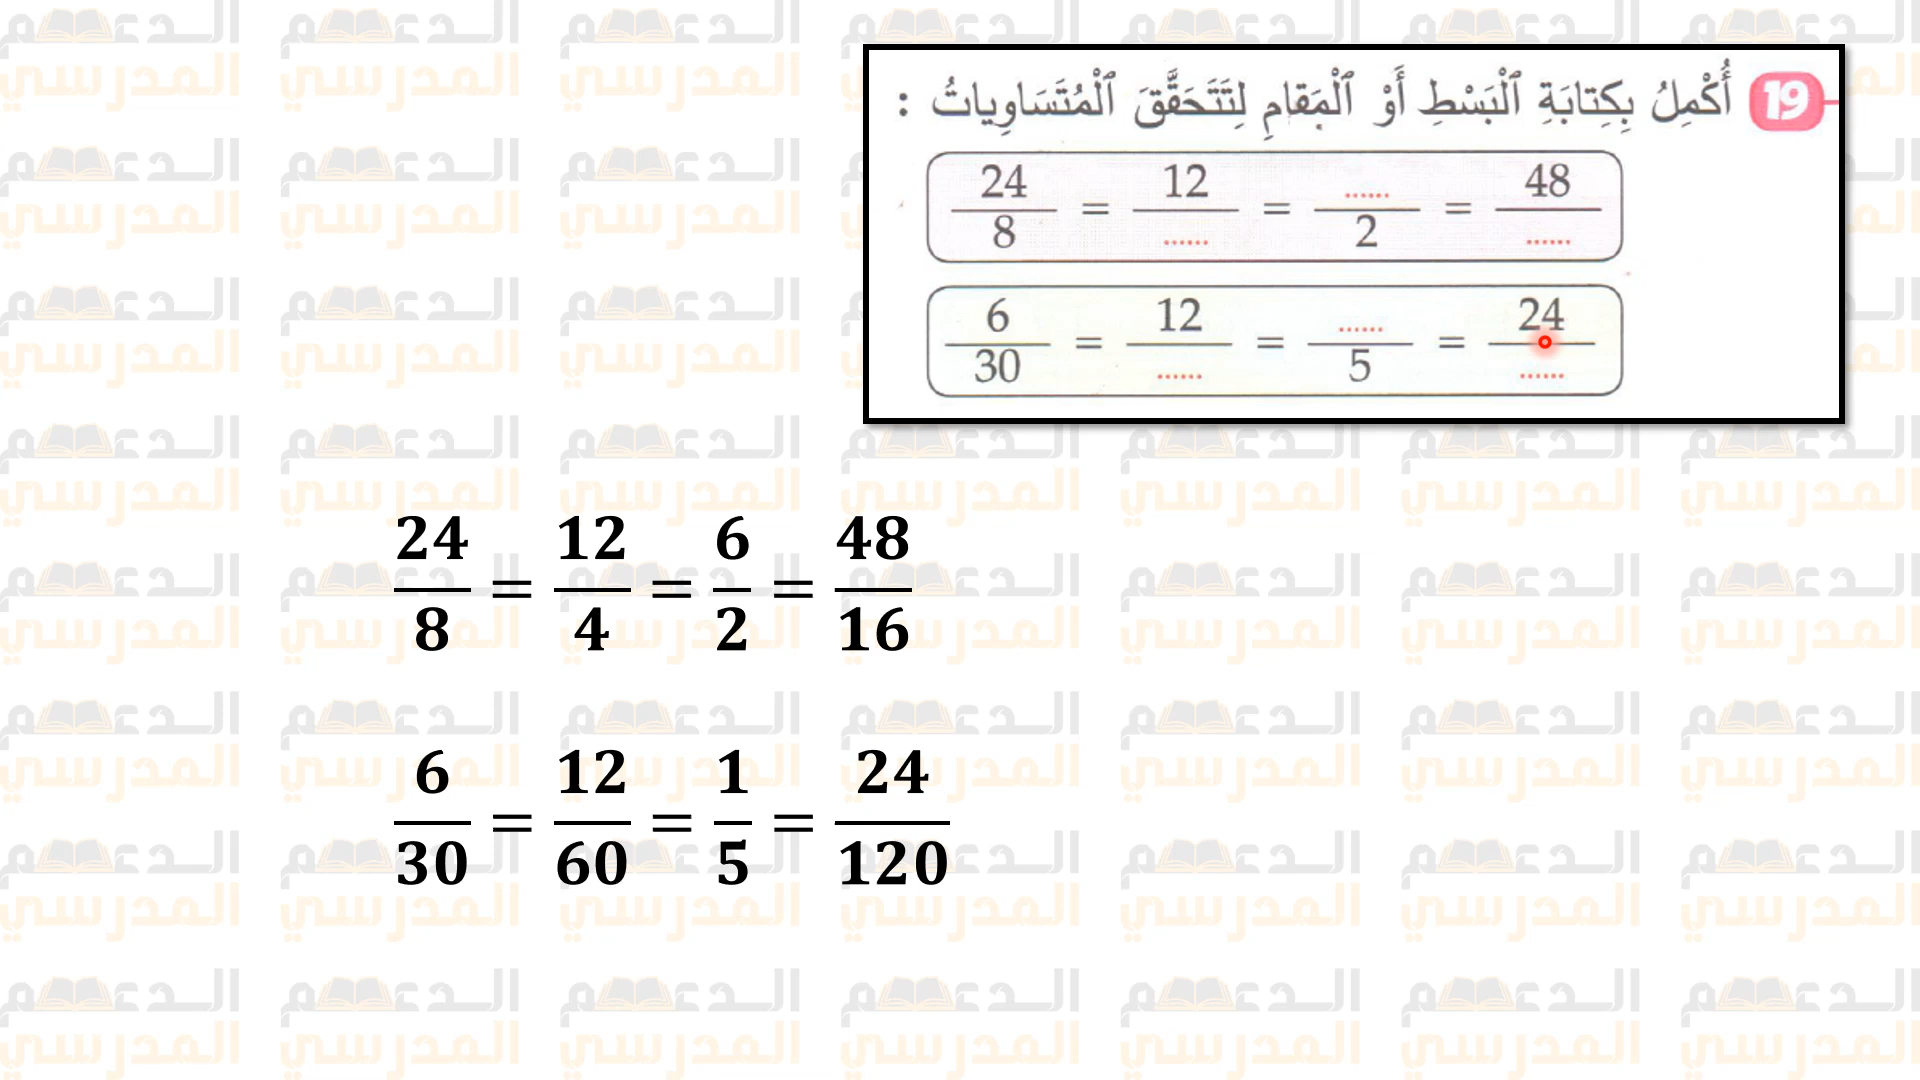 19 أُكْمِلُ بِكِتابَةِ ٱلْبَسْطِ أَوْ ٱلْمَقامِ لِتَتَحَقَّقَ ٱلْمُتَسَاوِياتُ :
24/8 = 12/...... = ....../2 = 48/......
6/30 = 12/...... = ....../5 = 24/......
24/8 = 12/4 = 6/2 = 48/16
6/30 = 12/60 = 1/5 = 24/120
الدعم المدرسي